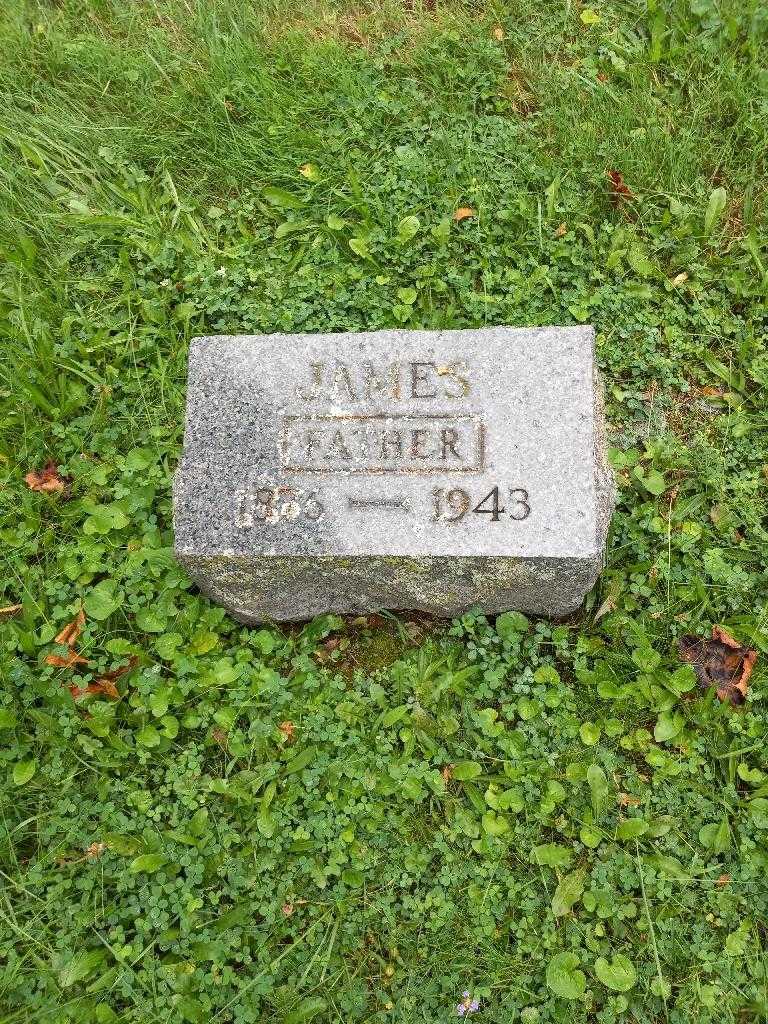 JAMES
FATHER
— 1943